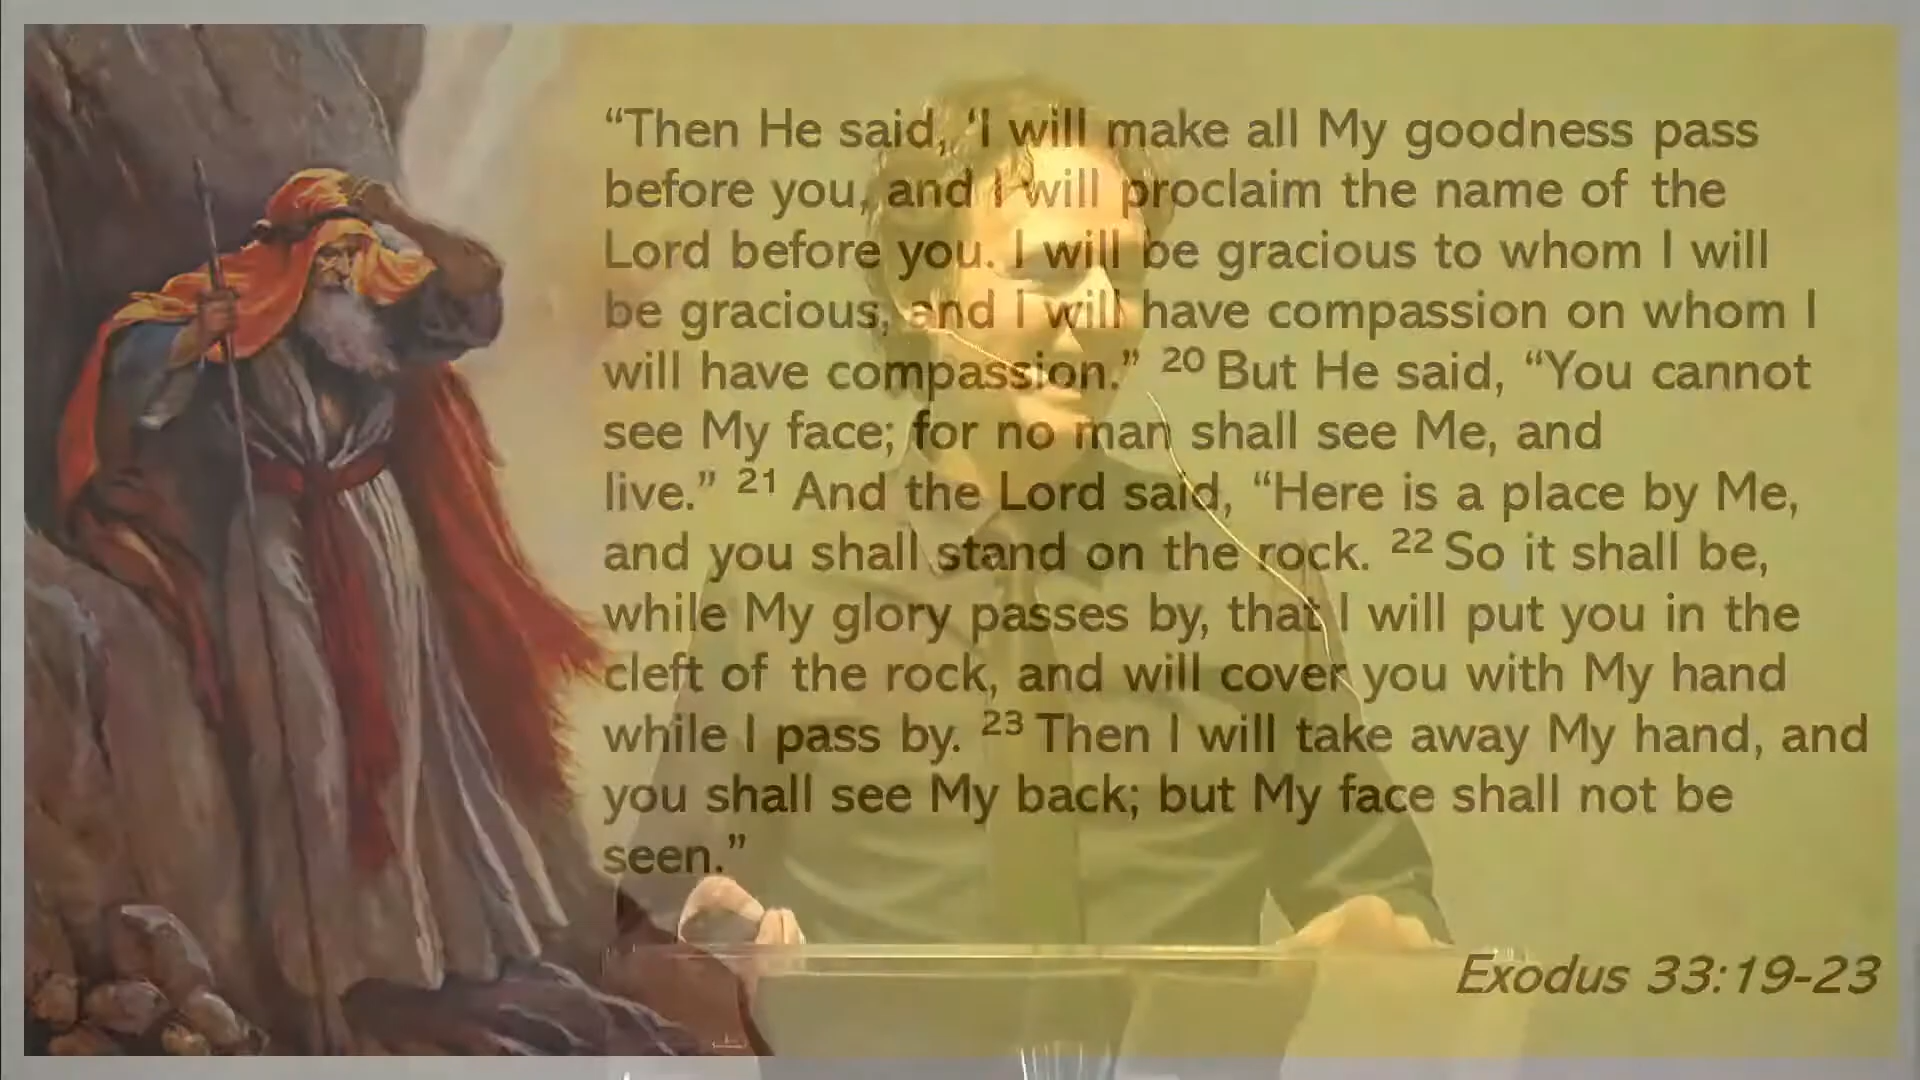 “Then He said, ‘I will make all My goodness pass
before you, and I will proclaim the name of the
Lord before you. I will be gracious to whom I will
be gracious, and I will have compassion on whom I
will have compassion.” 20 But He said, “You cannot
see My face; for no man shall see Me, and
live.” 21 And the Lord said, “Here is a place by Me,
and you shall stand on the rock. 22 So it shall be,
while My glory passes by, that I will put you in the
cleft of the rock, and will cover you with My hand
while I pass by. 23 Then I will take away My hand, and
you shall see My back; but My face shall not be
seen.”
Exodus 33:19-23